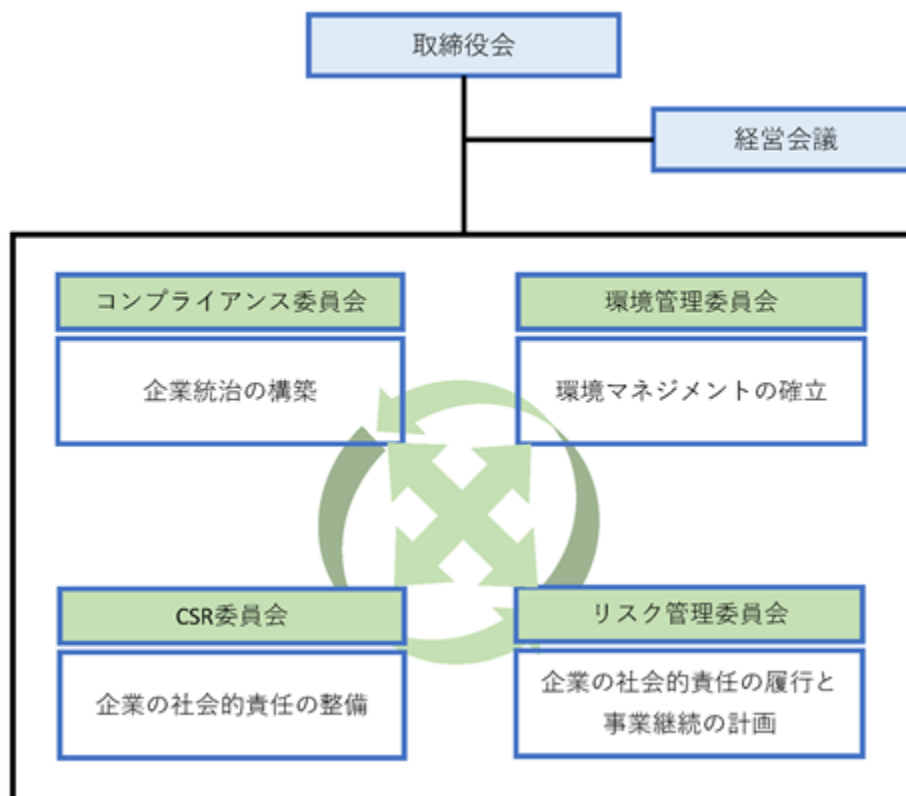 取締役会
経営会議
コンプライアンス委員会
企業統治の構築
環境管理委員会
環境マネジメントの確立
CSR委員会
企業の社会的責任の整備
リスク管理委員会
企業の社会的責任の履行と
事業継続の計画